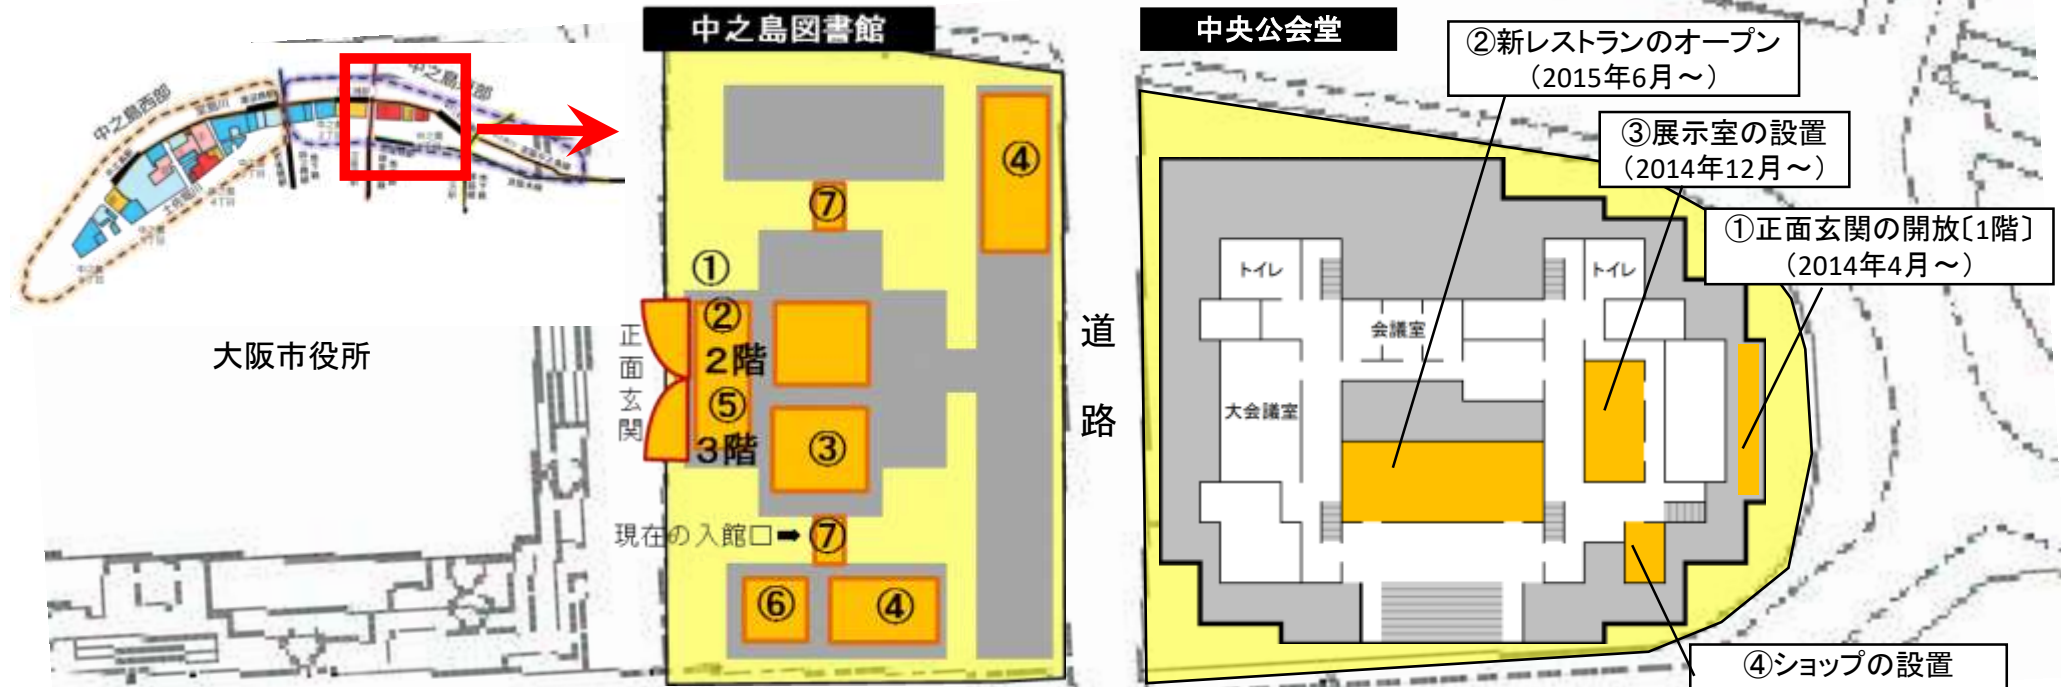 中之島図書館
中央公会堂
②新レストランのオープン
(2015年6月~)
③展示室の設置
(2014年12月~)
①正面玄関の開放〔1階〕
(2014年4月~)
④ショップの設置
中之島西部
大阪市役所
正面玄関
①
②
2階
⑤
3階
③
④
⑦
現在の入館口➡⑦
⑥
④
道路
トイレ
トイレ
会議室
大会議室